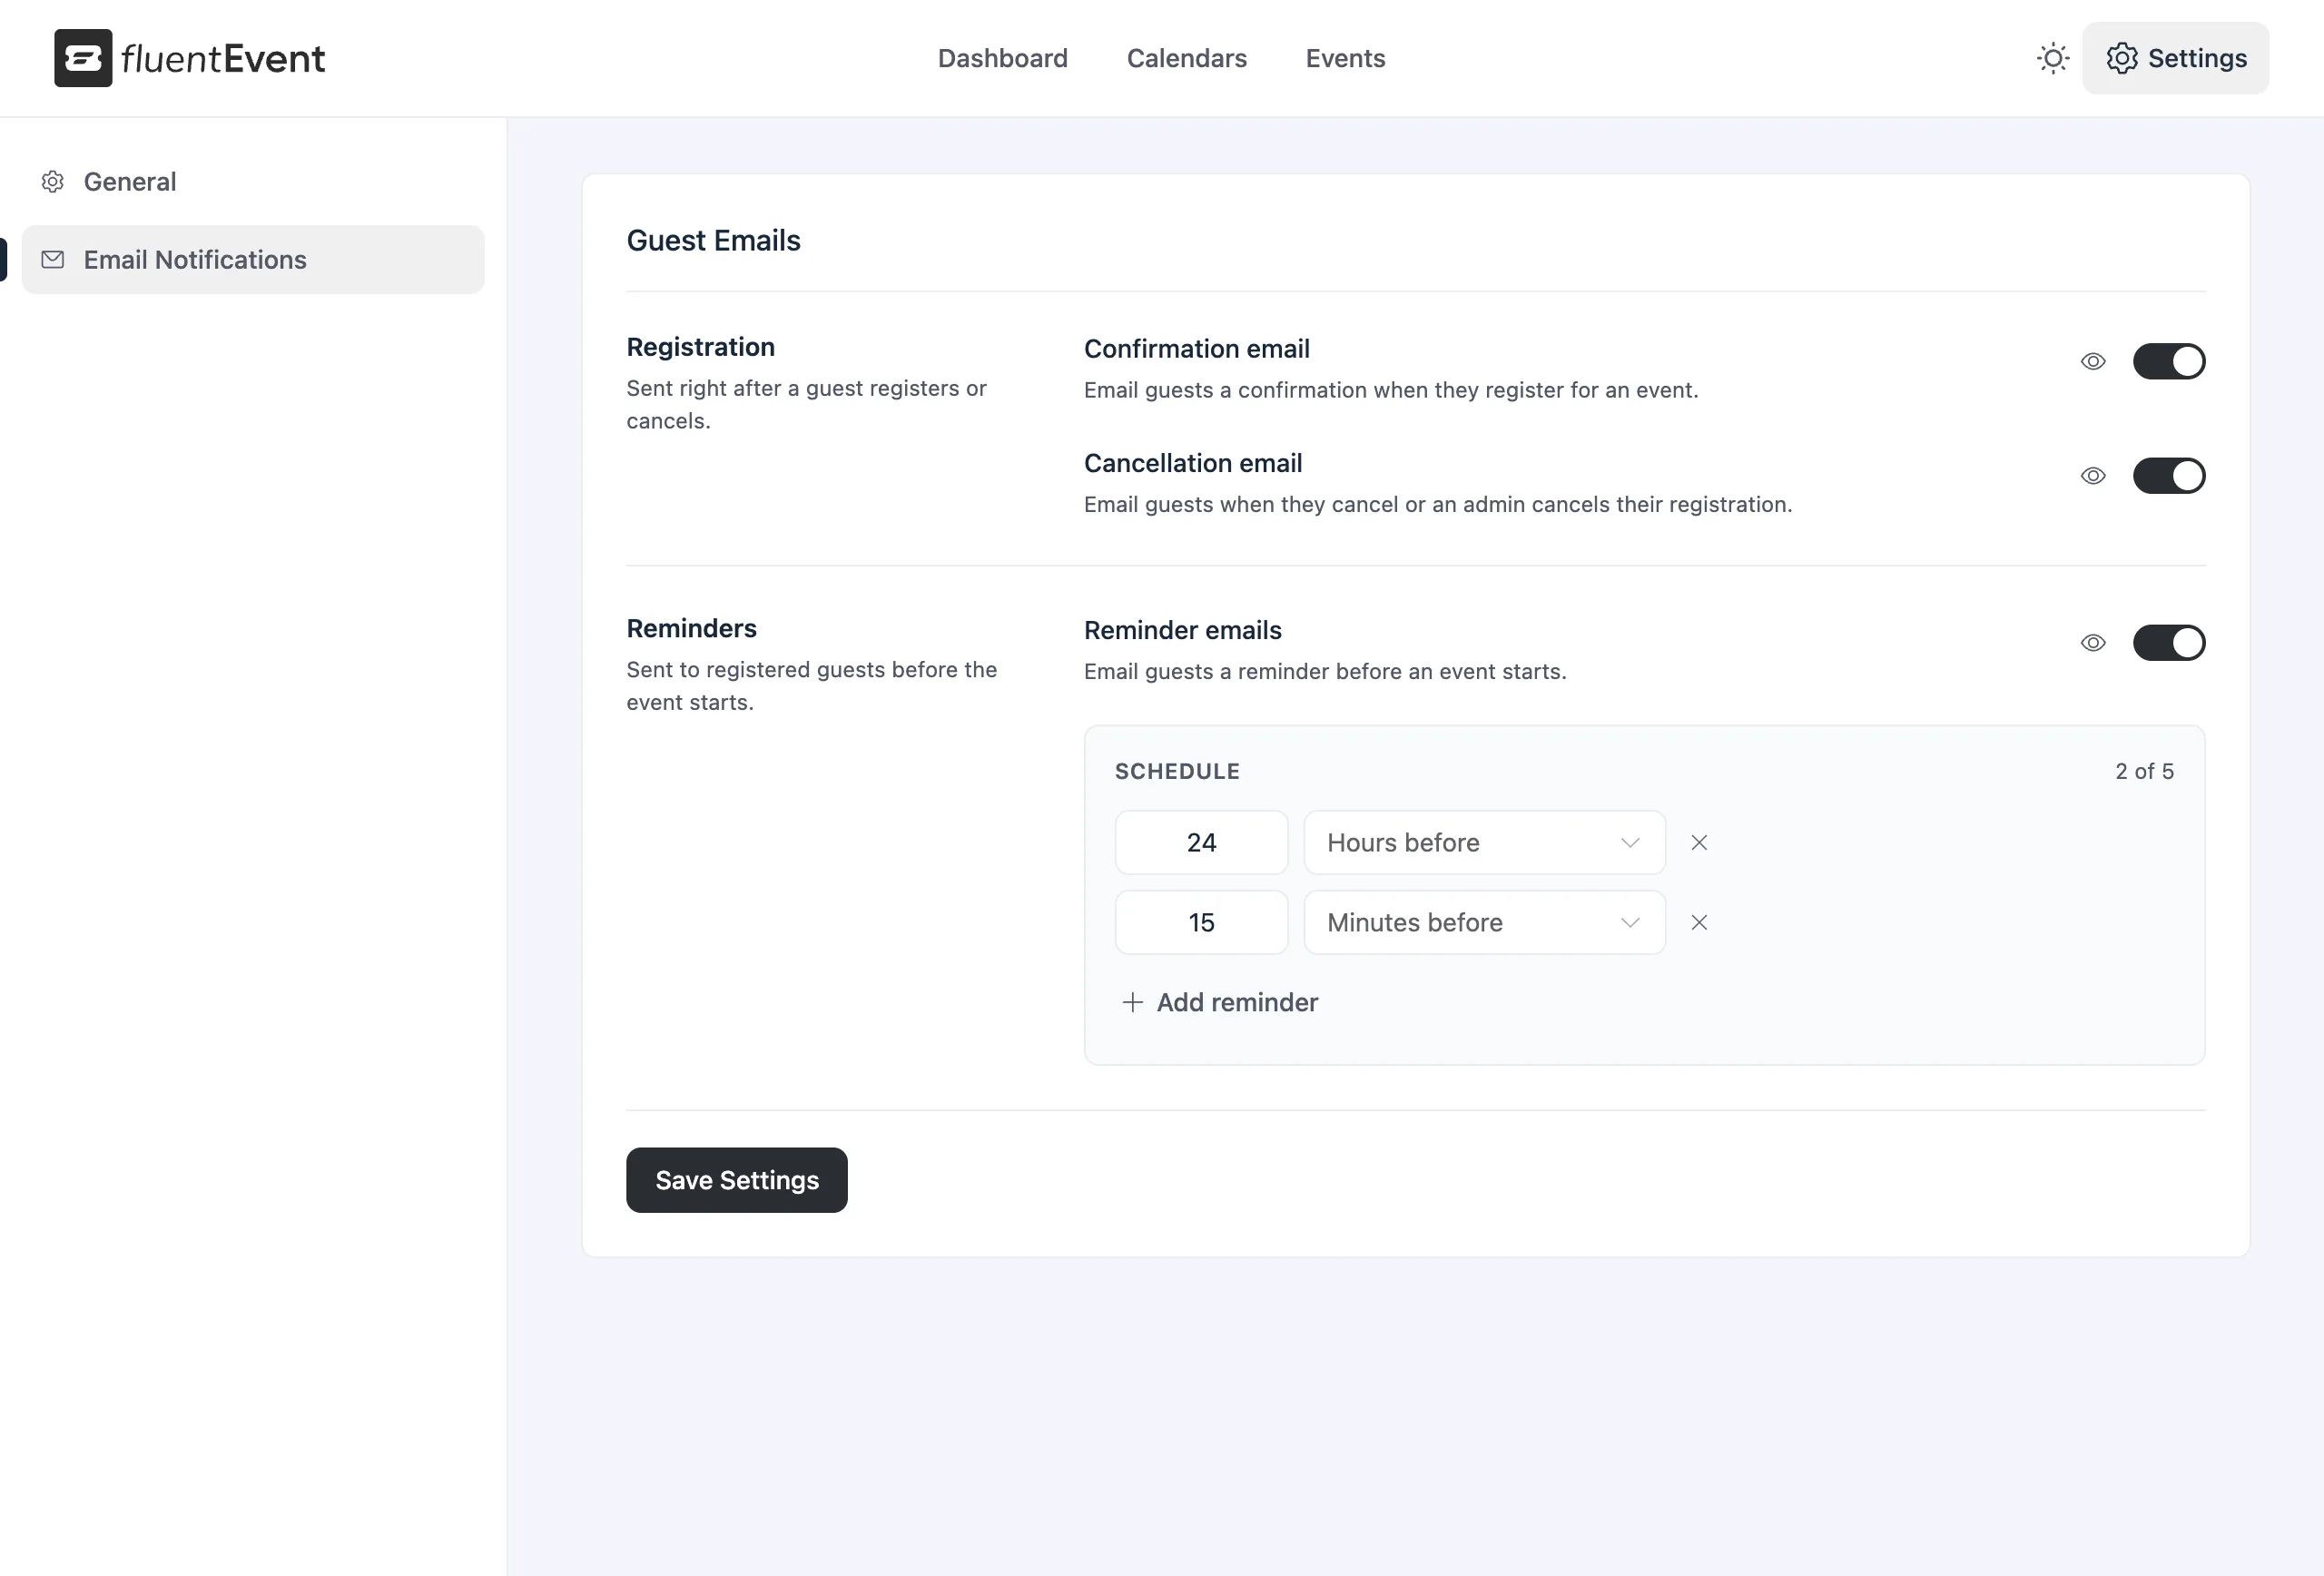 fluentEvent
Dashboard
Calendars
Events
Settings
General
Email Notifications
Guest Emails
Registration
Sent right after a guest registers or
cancels.
Confirmation email
Email guests a confirmation when they register for an event.
Cancellation email
Email guests when they cancel or an admin cancels their registration.
Reminders
Sent to registered guests before the
event starts.
Reminder emails
Email guests a reminder before an event starts.
SCHEDULE
2 of 5
24
Hours before
15
Minutes before
Add reminder
Save Settings